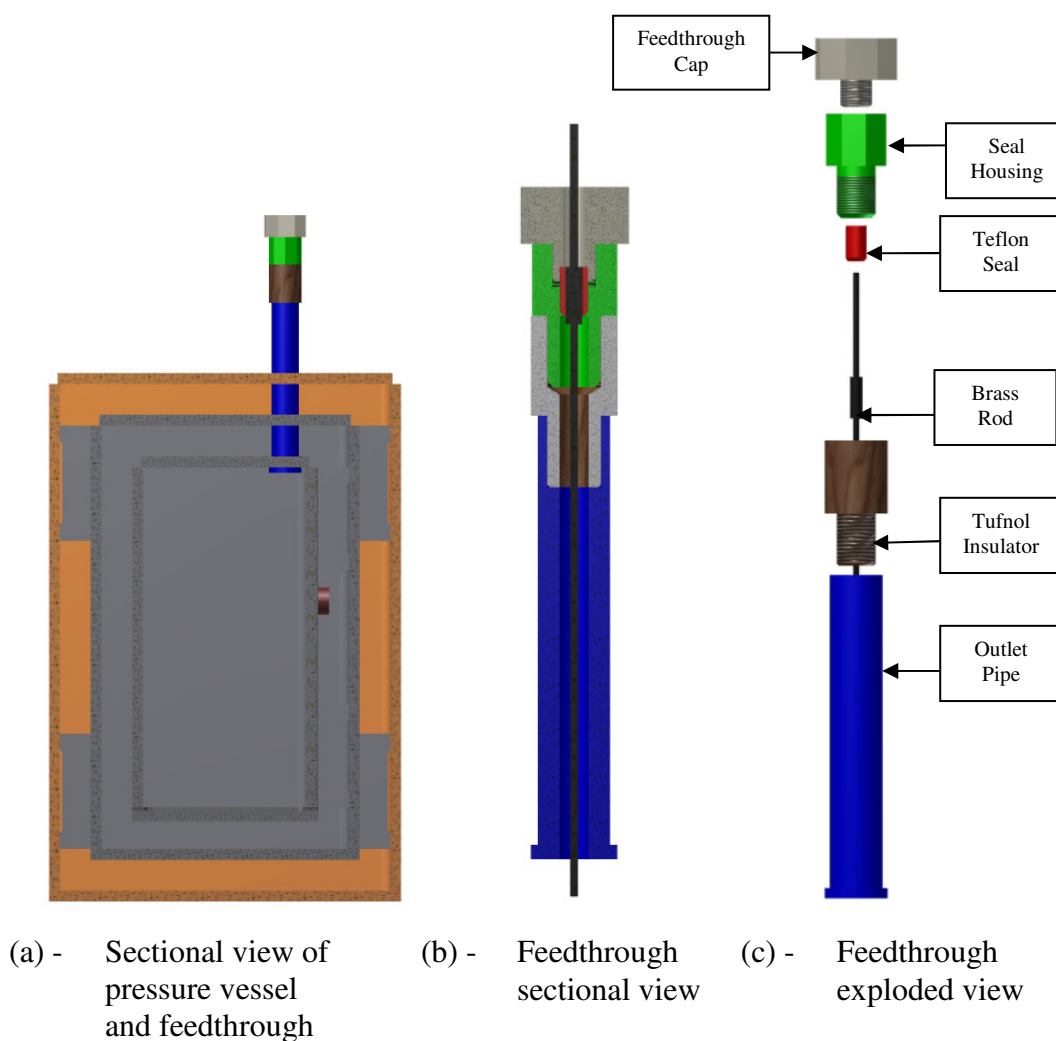 Feedthrough
Cap
Seal
Housing
Teflon
Seal
Brass
Rod
Tufnol
Insulator
Outlet
Pipe
(a) - Sectional view of
pressure vessel
and feedthrough
(b) - Feedthrough
sectional view
(c) - Feedthrough
exploded view